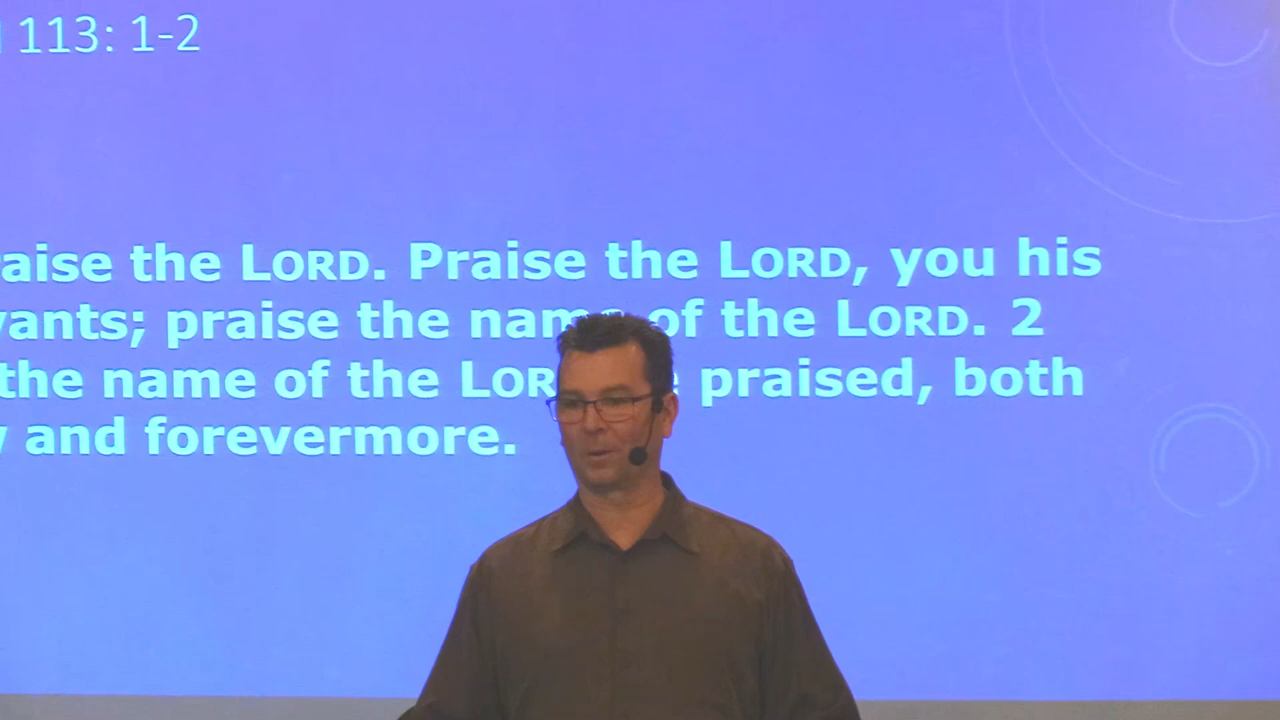 113: 1-2
aise the LORD. Praise the LORD, you his
vants; praise the name of the LORD. 2
the name of the LOR praised, both
and forevermore.